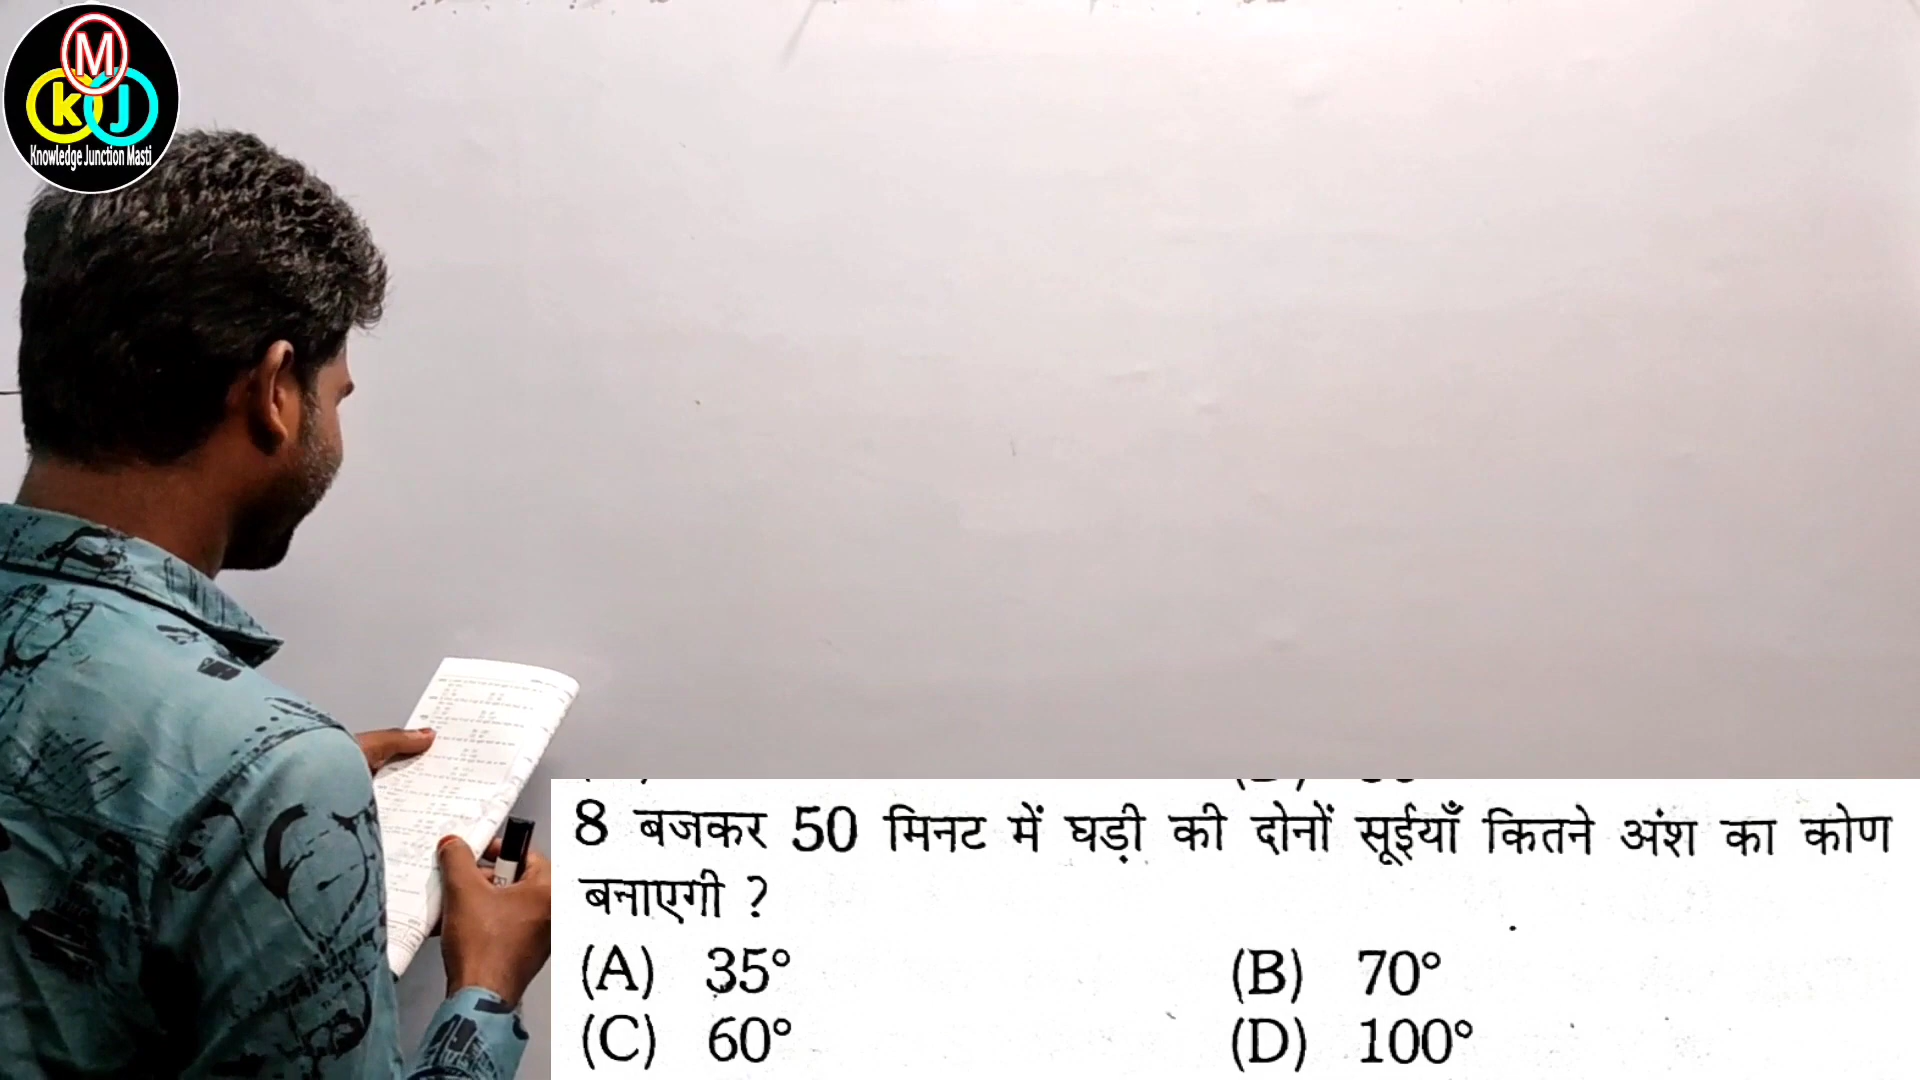 M
k J
Knowledge Junction Masti
8 बजकर 50 मिनट में घड़ी की दोनों सूईयाँ कितने अंश का कोण
बनाएगी ?
(A) 35° (B) 70°
(C) 60° (D) 100°